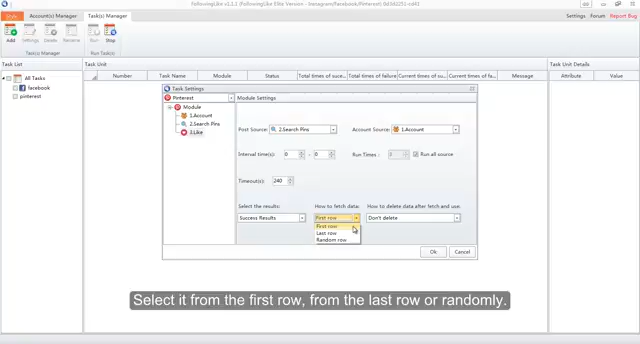 FollowingLike v1.1.1 (FollowingLike Elite Version - Instagram/Facebook/Pinterest)
Style
Account(s) Manager
Task(s) Manager
Settings
Forum
Report Bug
Add
Settings
Delete
Rename
Run
Stop
Task(s) Manager
Run Task(s)
Task List
Task Unit
Task Unit Details
All Tasks
facebook
pinterest
Number
Task Name
Module
Status
Total times of succe...
Total times of failure
Current times of suc...
Current times of fa...
Message
Attribute
Value
Task Settings
Pinterest
Module
1.Account
2.Search Pins
3.Like
Module Settings
Post Source:
2.Search Pins
Account Source:
1.Account
Interval time(s):
0
-
0
Run Times :
Run all source
Timeout(s):
240
Select the results:
How to fetch data:
How to delete data after fetch and use.
Success Results
First row
Don't delete
First row
Last row
Random row
Ok
Cancel
Select it from the first row, from the last row or randomly.